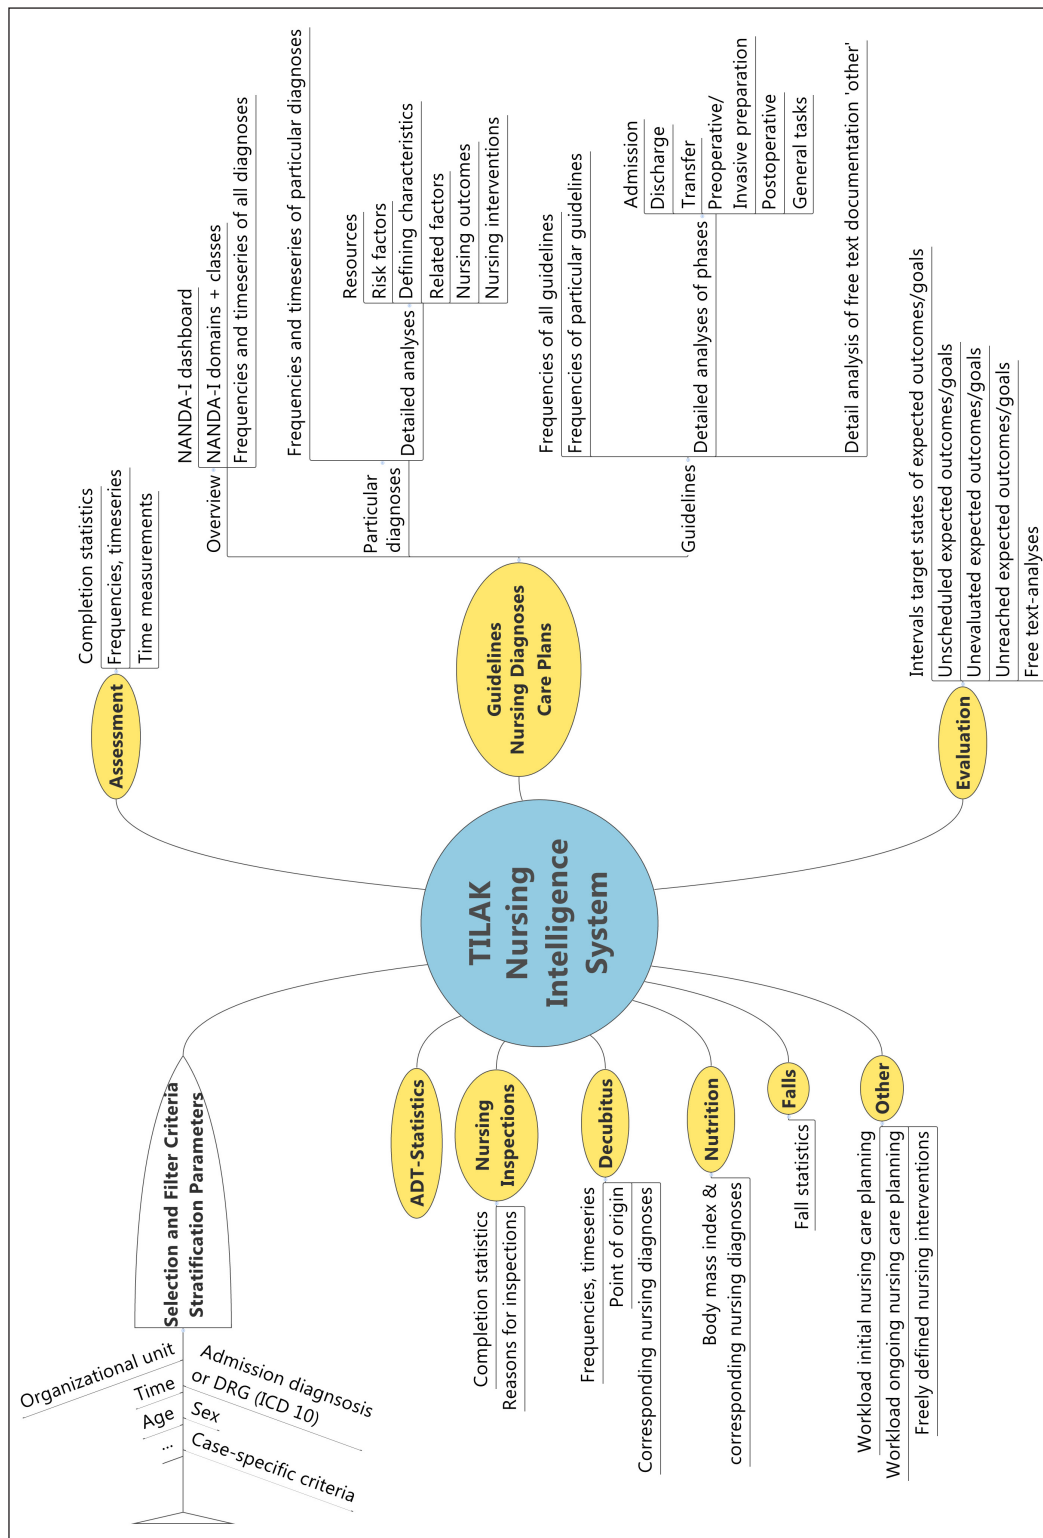 TILAK
Nursing
Intelligence
System
Selection and Filter Criteria
Stratification Parameters
Organizational unit
Time
Age
...
Admission diagnsosis
or DRG (ICD 10)
Sex
Case-specific criteria
ADT-Statistics
Nursing
Inspections
Completion statistics
Reasons for inspections
Decubitus
Frequencies, timeseries
Point of origin
Corresponding nursing diagnoses
Nutrition
Body mass index &
corresponding nursing diagnoses
Falls
Fall statistics
Other
Workload initial nursing care planning
Workload ongoing nursing care planning
Freely defined nursing interventions
Assessment
Completion statistics
Frequencies, timeseries
Time measurements
Guidelines
Nursing Diagnoses
Care Plans
Overview
NANDA-I dashboard
NANDA-I domains + classes
Frequencies and timeseries of all diagnoses
Particular
diagnoses
Frequencies and timeseries of particular diagnoses
Detailed analyses
Resources
Risk factors
Defining characteristics
Related factors
Nursing outcomes
Nursing interventions
Guidelines
Frequencies of all guidelines
Frequencies of particular guidelines
Detailed analyses of phases
Admission
Discharge
Transfer
Preoperative/
Invasive preparation
Postoperative
General tasks
Detail analysis of free text documentation 'other'
Evaluation
Intervals target states of expected outcomes/goals
Unscheduled expected outcomes/goals
Unevaluated expected outcomes/goals
Unreached expected outcomes/goals
Free text-analyses